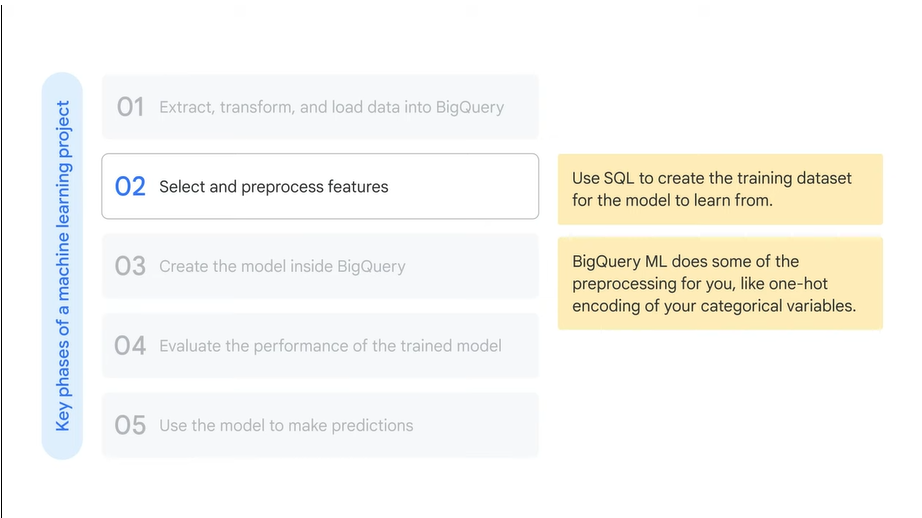 Key phases of a machine learning project
01 Extract, transform, and load data into BigQuery
02 Select and preprocess features
Use SQL to create the training dataset
for the model to learn from.
BigQuery ML does some of the
preprocessing for you, like one-hot
encoding of your categorical variables.
03 Create the model inside BigQuery
04 Evaluate the performance of the trained model
05 Use the model to make predictions